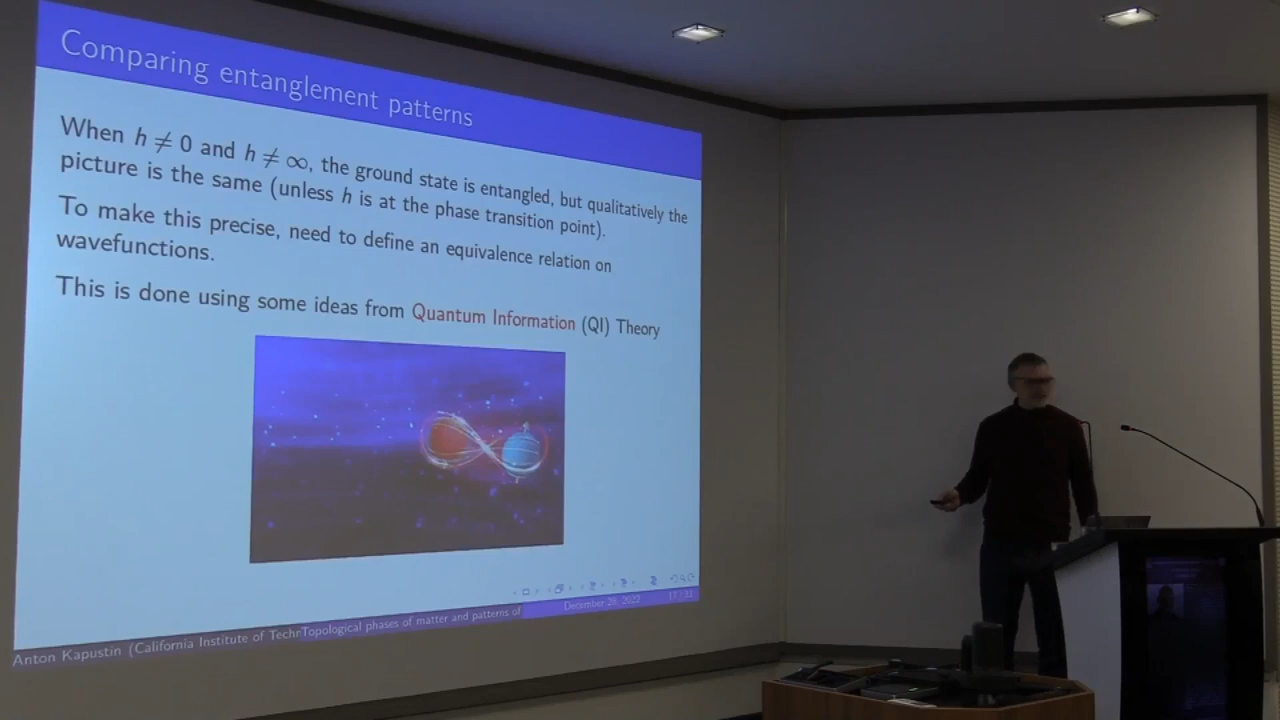 Comparing entanglement patterns
When h ≠ 0 and h ≠ ∞, the ground state is entangled, but qualitatively the
picture is the same (unless h is at the phase transition point).
To make this precise, need to define an equivalence relation on
wavefunctions.
This is done using some ideas from Quantum Information (QI) Theory
Anton Kapustin (California Institute of Techn Topological phases of matter and patterns of
December 28, 2022
17 / 33